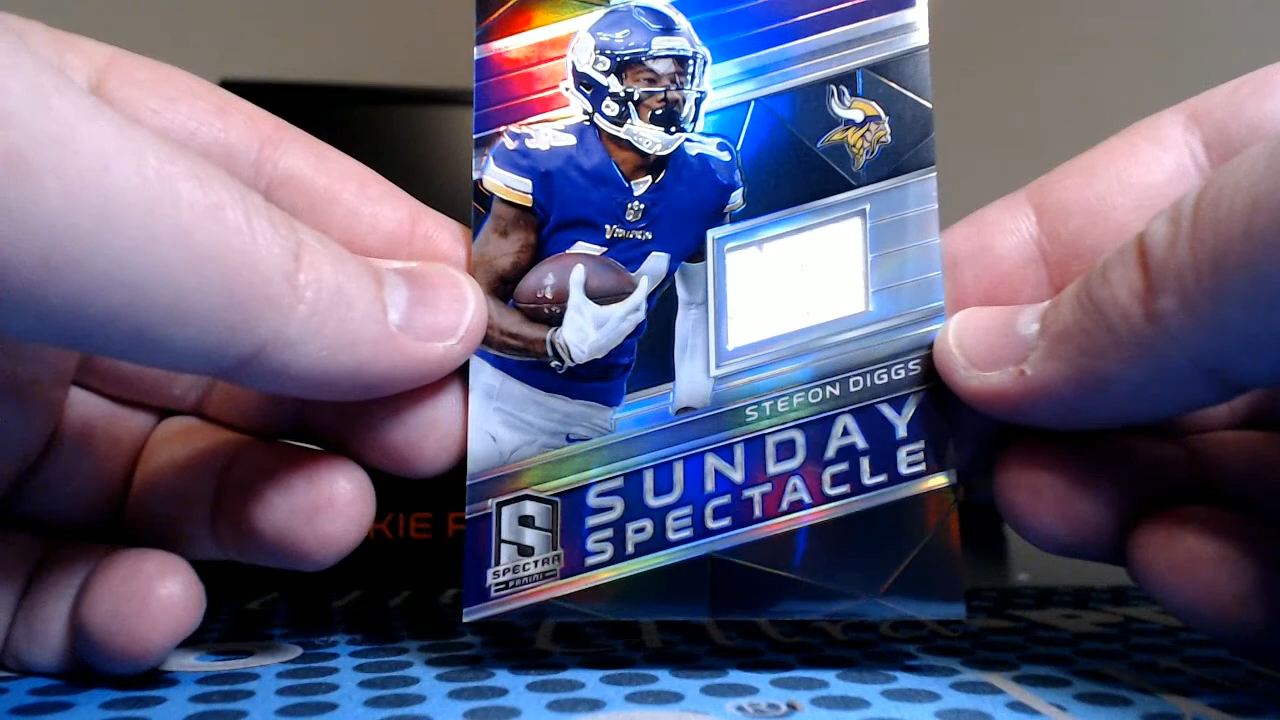 VIKINGS
STEFON DIGGS
SUNDAY
SPECTACLE
S
SPECTRA
PANINI
KIE